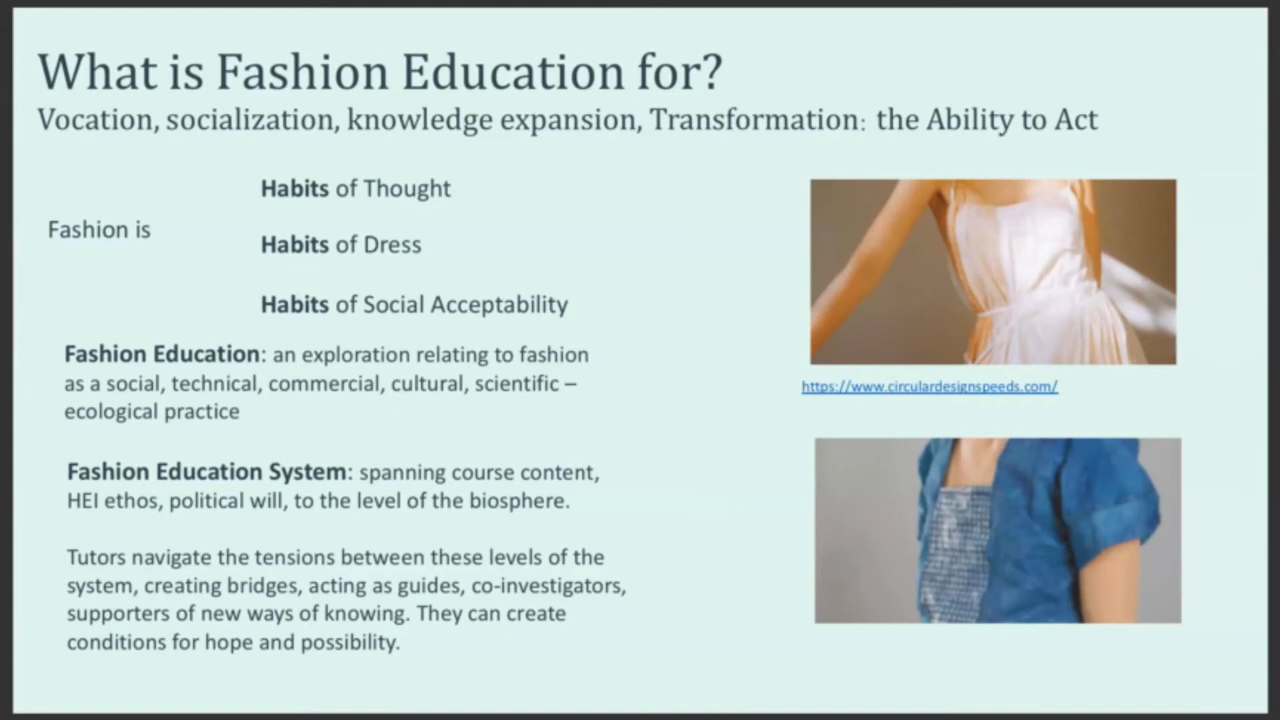 What is Fashion Education for?
Vocation, socialization, knowledge expansion, Transformation: the Ability to Act
Habits of Thought
Fashion is
Habits of Dress
Habits of Social Acceptability
Fashion Education: an exploration relating to fashion
as a social, technical, commercial, cultural, scientific –
ecological practice
Fashion Education System: spanning course content,
HEI ethos, political will, to the level of the biosphere.
Tutors navigate the tensions between these levels of the
system, creating bridges, acting as guides, co-investigators,
supporters of new ways of knowing. They can create
conditions for hope and possibility.
https://www.circulardesignspeeds.com/